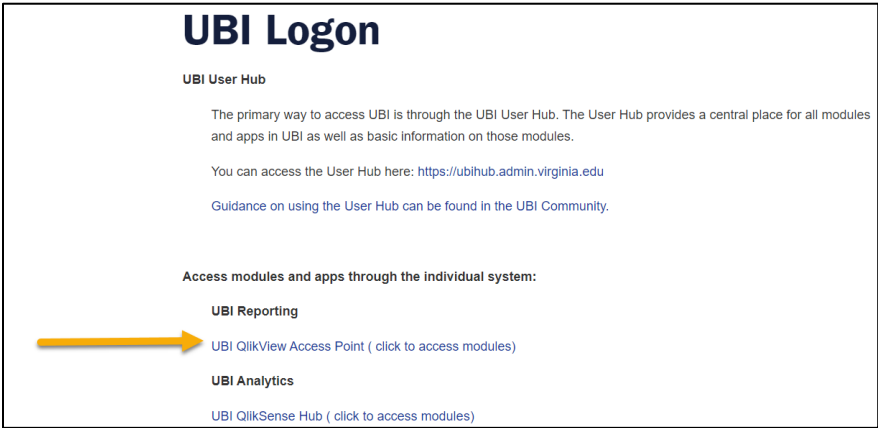 UBI Logon
UBI User Hub
The primary way to access UBI is through the UBI User Hub. The User Hub provides a central place for all modules
and apps in UBI as well as basic information on those modules.
You can access the User Hub here: https://ubihub.admin.virginia.edu
Guidance on using the User Hub can be found in the UBI Community.
Access modules and apps through the individual system:
UBI Reporting
UBI QlikView Access Point ( click to access modules)
UBI Analytics
UBI QlikSense Hub ( click to access modules)